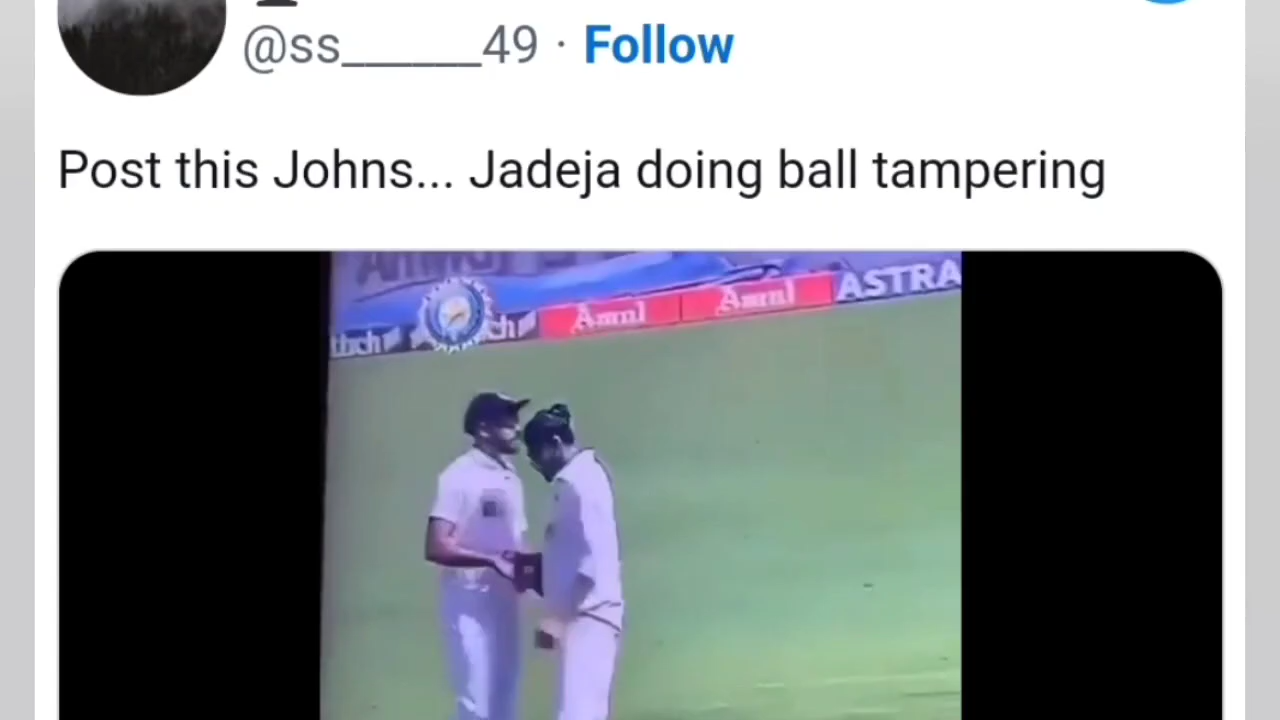 @ss______49 · Follow
Post this Johns... Jadeja doing ball tampering
Amul Amul ASTRA